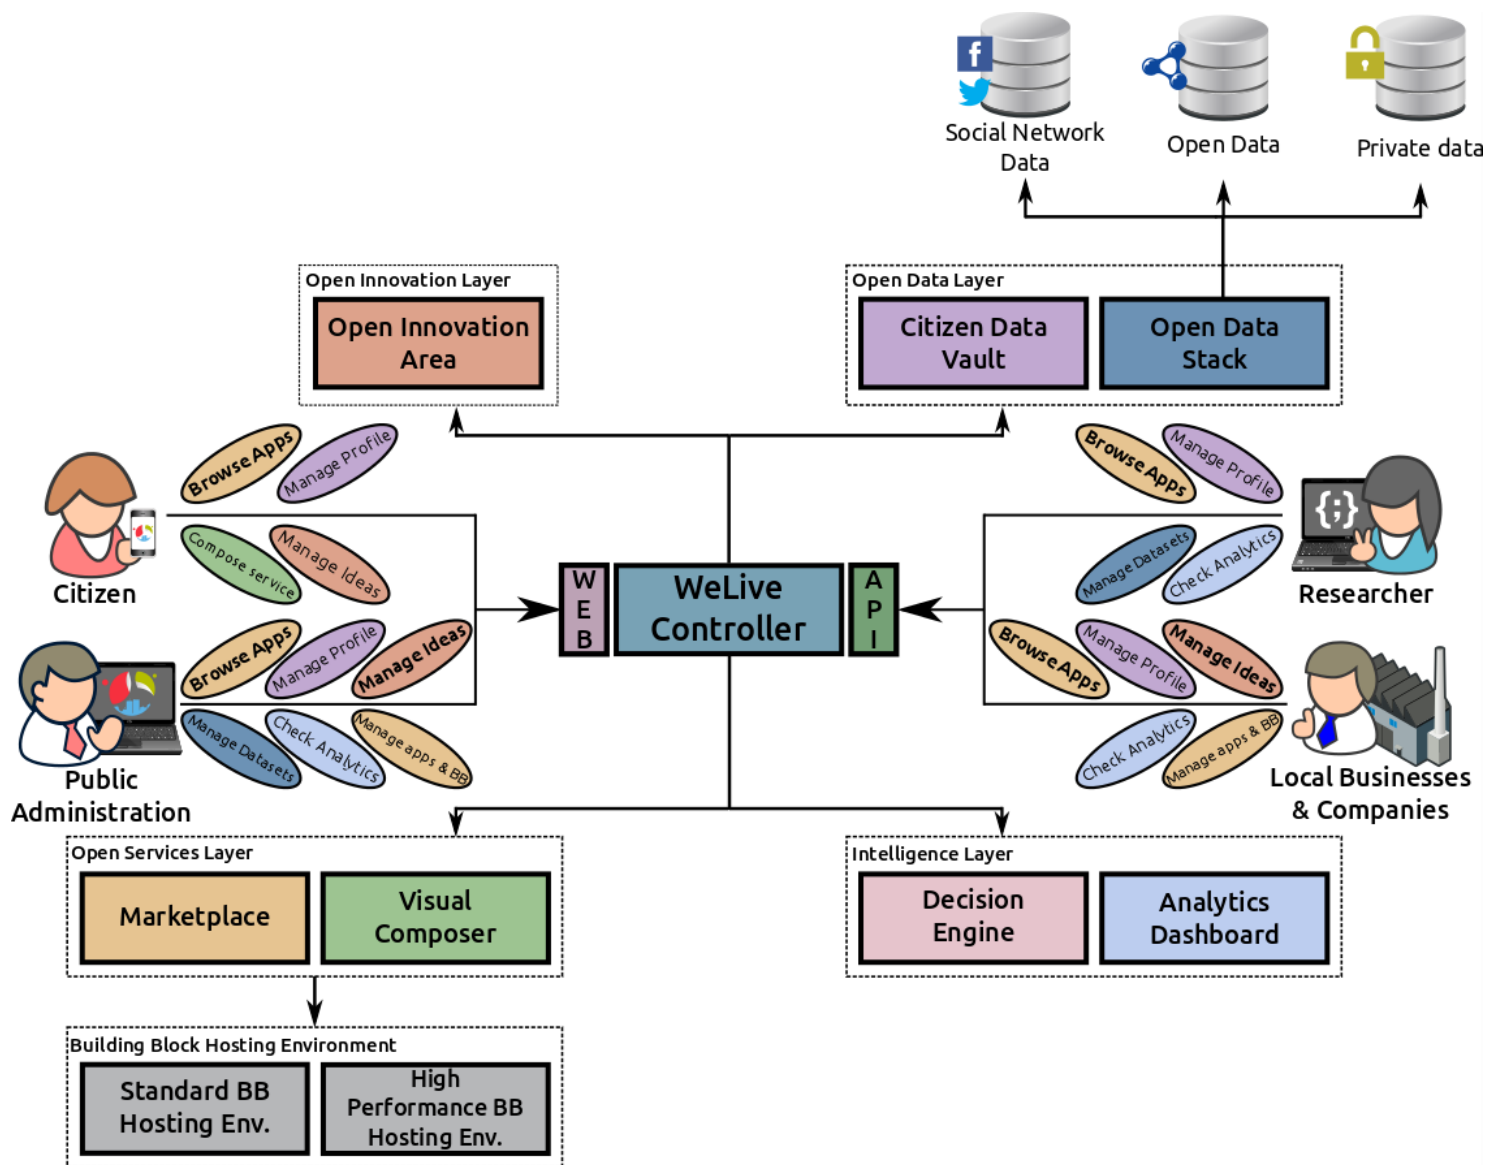 Social Network
Data
Open Data
Private data
Open Innovation Layer
Open Innovation
Area
Open Data Layer
Citizen Data
Vault
Open Data
Stack
Browse Apps
Manage Profile
Compose service
Manage Ideas
Citizen
Browse Apps
Manage Profile
Manage Ideas
Manage Datasets
Check Analytics
Manage apps & BB
Public
Administration
WEB
WeLive
Controller
API
Browse Apps
Manage Profile
Manage Datasets
Check Analytics
{;}
Researcher
Browse Apps
Manage Profile
Manage Ideas
Check Analytics
Manage apps & BB
Local Businesses
& Companies
Open Services Layer
Marketplace
Visual
Composer
Intelligence Layer
Decision
Engine
Analytics
Dashboard
Building Block Hosting Environment
Standard BB
Hosting Env.
High
Performance BB
Hosting Env.